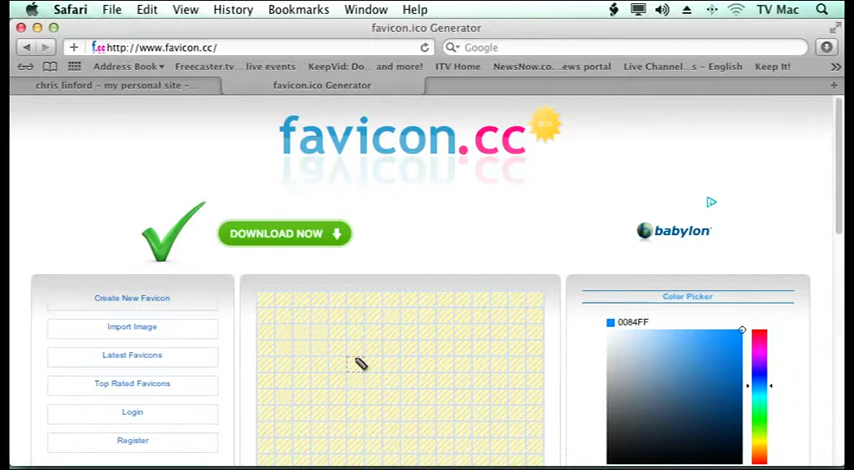 Safari File Edit View History Bookmarks Window Help TV Mac
favicon.ico Generator
f.cc http://www.favicon.cc/
Google
Address Book Freecaster.tv... live events KeepVid: Do... and more! ITV Home NewsNow.co...ews portal Live Channel...s - English Keep It!
chris linford – my personal site –...
favicon.ico Generator
favicon.cc
DOWNLOAD NOW
babylon
Create New Favicon
Import Image
Latest Favicons
Top Rated Favicons
Login
Register
Color Picker
0084FF